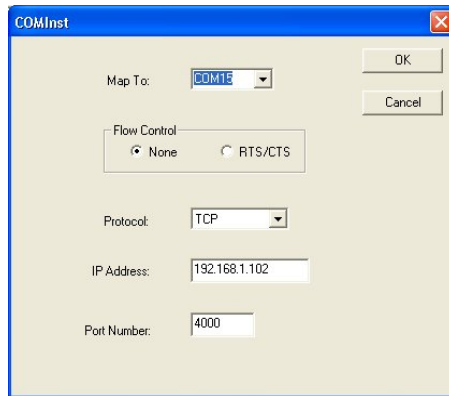 COMInst
Map To: COM15
OK
Cancel
Flow Control
None RTS/CTS
Protocol: TCP
IP Address: 192.168.1.102
Port Number: 4000